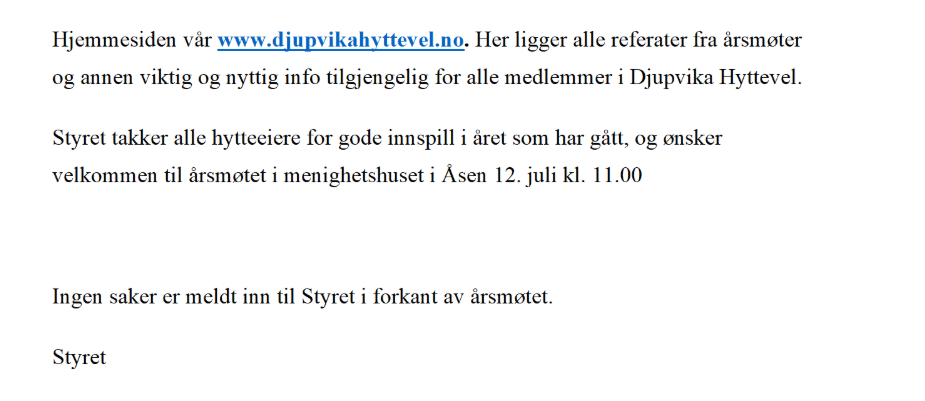 Hjemmesiden vår www.djupvikahyttevel.no. Her ligger alle referater fra årsmøter
og annen viktig og nyttig info tilgjengelig for alle medlemmer i Djupvika Hyttevel.
Styret takker alle hytteeiere for gode innspill i året som har gått, og ønsker
velkommen til årsmøtet i menighetshuset i Åsen 12. juli kl. 11.00
Ingen saker er meldt inn til Styret i forkant av årsmøtet.
Styret